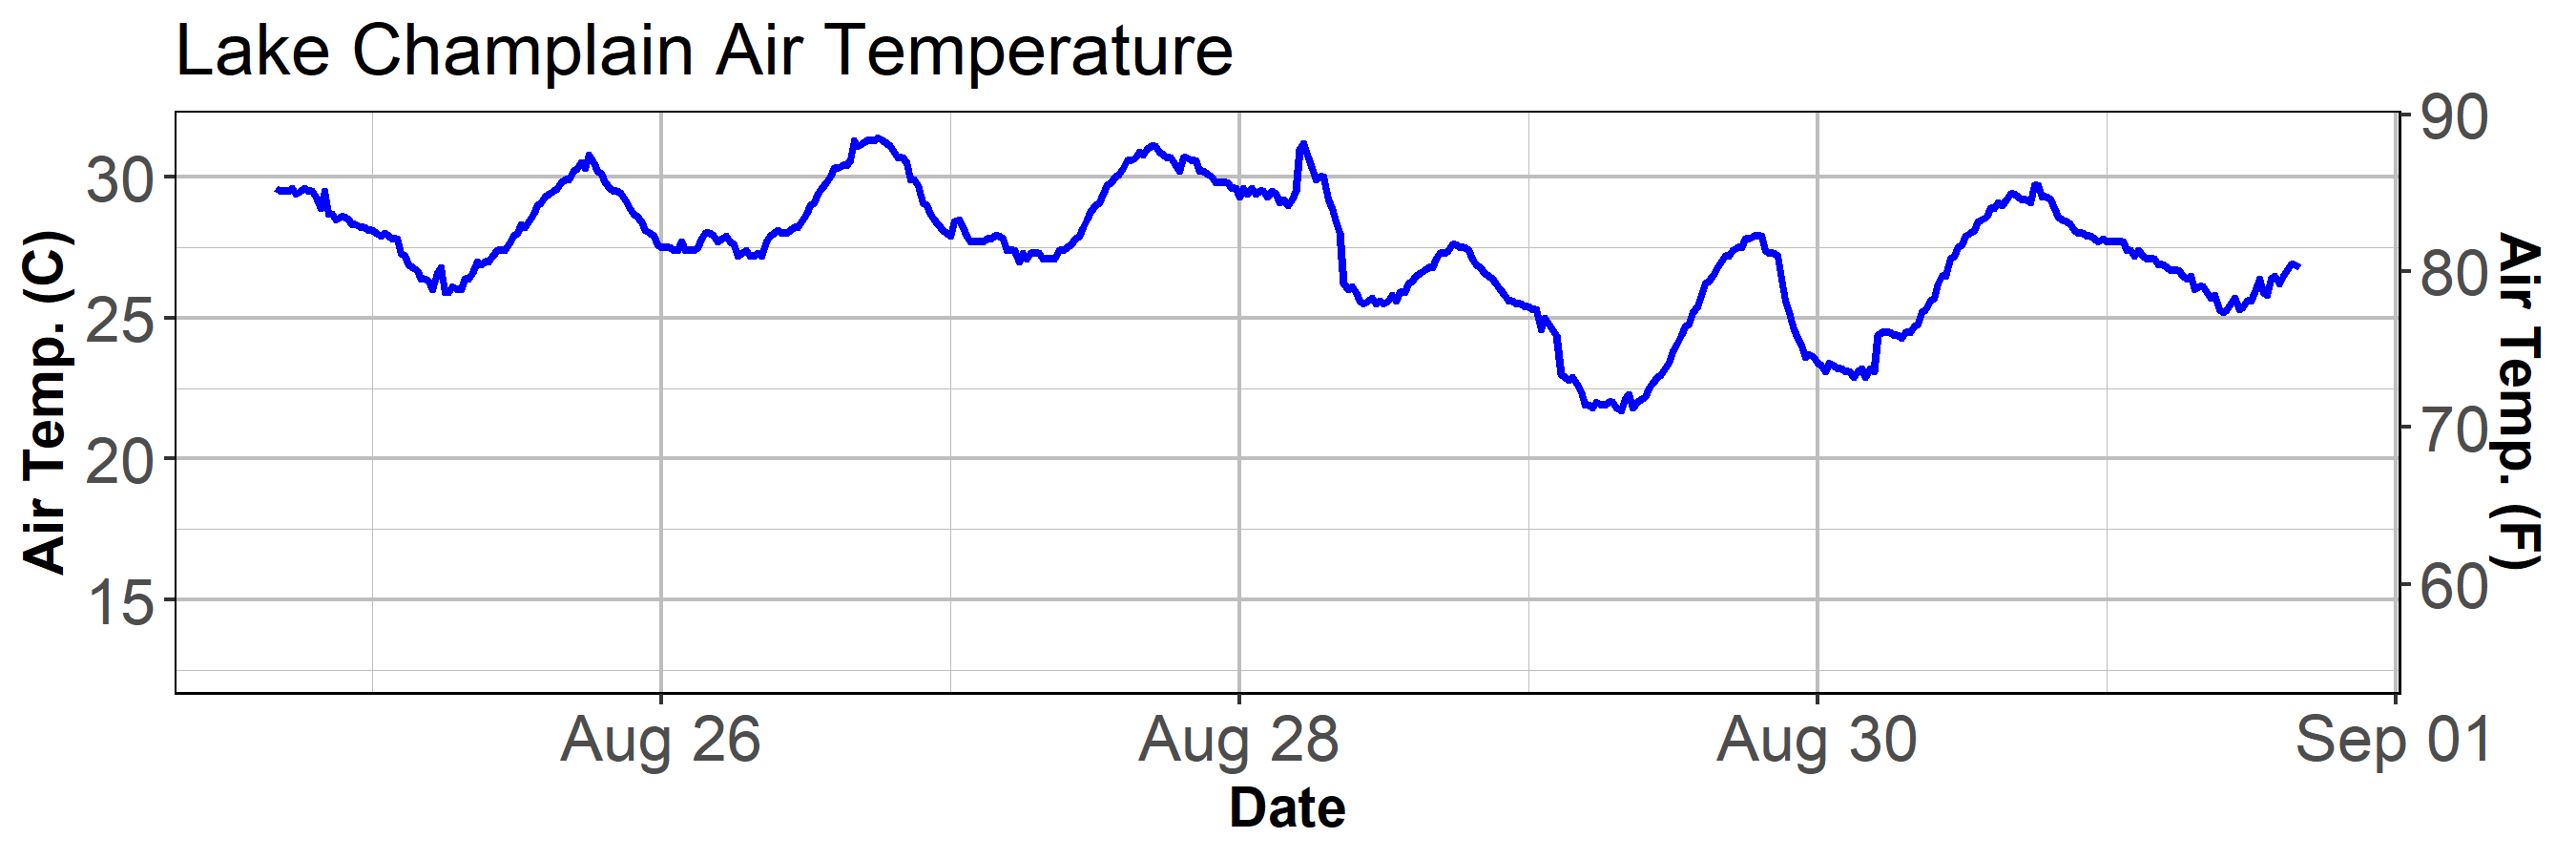 Lake Champlain Air Temperature
Air Temp. (C)
30
25
20
15
90
80
70
60
Air Temp. (F)
Aug 26
Aug 28
Aug 30
Sep 01
Date